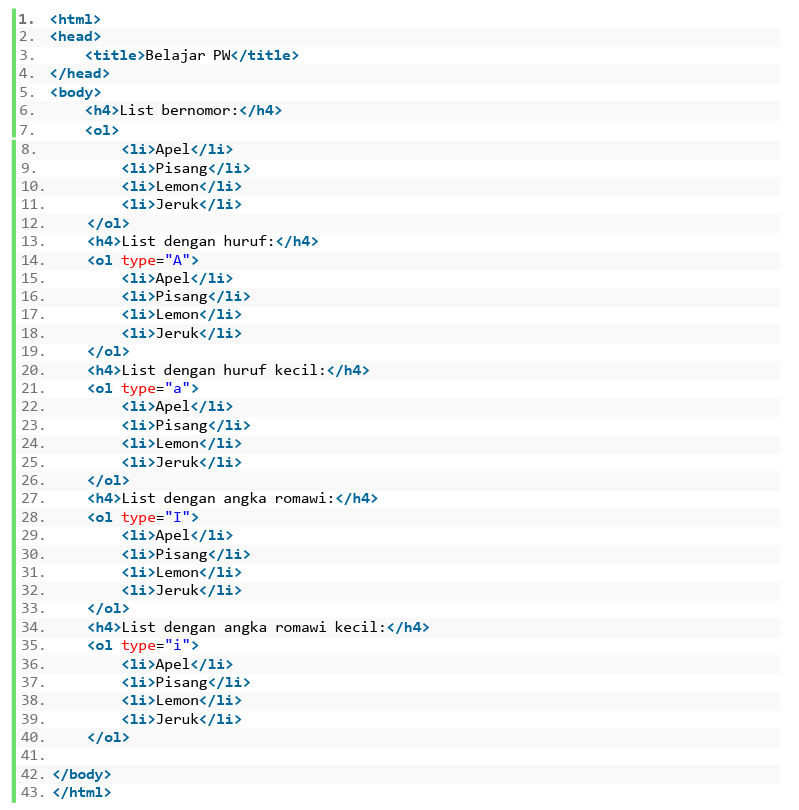 1. <html>
2. <head>
3.     <title>Belajar PW</title>
4. </head>
5. <body>
6.     <h4>List bernomor:</h4>
7.     <ol>
8.         <li>Apel</li>
9.         <li>Pisang</li>
10.         <li>Lemon</li>
11.         <li>Jeruk</li>
12.     </ol>
13.     <h4>List dengan huruf:</h4>
14.     <ol type="A">
15.         <li>Apel</li>
16.         <li>Pisang</li>
17.         <li>Lemon</li>
18.         <li>Jeruk</li>
19.     </ol>
20.     <h4>List dengan huruf kecil:</h4>
21.     <ol type="a">
22.         <li>Apel</li>
23.         <li>Pisang</li>
24.         <li>Lemon</li>
25.         <li>Jeruk</li>
26.     </ol>
27.     <h4>List dengan angka romawi:</h4>
28.     <ol type="I">
29.         <li>Apel</li>
30.         <li>Pisang</li>
31.         <li>Lemon</li>
32.         <li>Jeruk</li>
33.     </ol>
34.     <h4>List dengan angka romawi kecil:</h4>
35.     <ol type="i">
36.         <li>Apel</li>
37.         <li>Pisang</li>
38.         <li>Lemon</li>
39.         <li>Jeruk</li>
40.     </ol>
41.
42. </body>
43. </html>